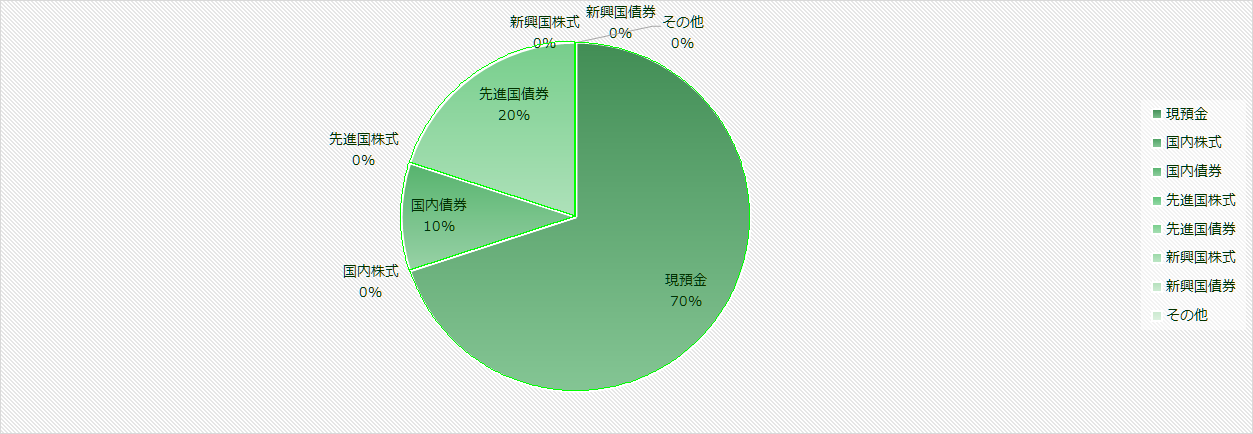 新興国株式
0%
新興国債券
0%
その他
0%
先進国債券
20%
先進国株式
0%
国内債券
10%
国内株式
0%
現預金
70%
現預金
国内株式
国内債券
先進国株式
先進国債券
新興国株式
新興国債券
その他